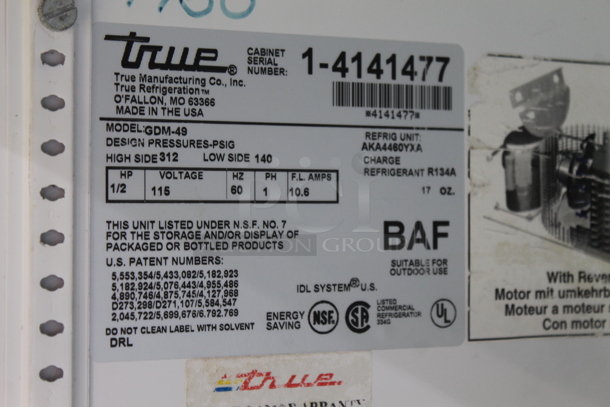 true®
CABINET
SERIAL
NUMBER:
1-4141477
*4141477*
True Manufacturing Co., Inc.
True Refrigeration™
O'FALLON, MO 63366
MADE IN THE USA
MODEL: GDM-49
DESIGN PRESSURES-PSIG
HIGH SIDE 312 LOW SIDE 140
REFRIG UNIT:
AKA4460YXA
CHARGE
REFRIGERANT R134A
17 OZ.
HP VOLTAGE HZ PH F.L. AMPS
1/2 115 60 1 10.6
THIS UNIT LISTED UNDER N.S.F. NO. 7
FOR THE STORAGE AND/OR DISPLAY OF
PACKAGED OR BOTTLED PRODUCTS
BAF
SUITABLE FOR
OUTDOOR USE
U.S. PATENT NUMBERS:
5,553,354/5,433,082/5,182,923
5,182,924/5,076,443/4,955,486
4,890,746/4,875,745/4,127,968
D273,298/D271,107/5,584,547
2,045,722/5,699,676/6.792.769
DO NOT CLEAN LABEL WITH SOLVENT
DRL
IDL SYSTEM® U.S.
ENERGY
SAVING
NSF®
SA
LISTED
COMMERCIAL
REFRIGERATOR
UL
With Rever
Motor mit umkehrb
Moteur a moteur
Con motor
true.